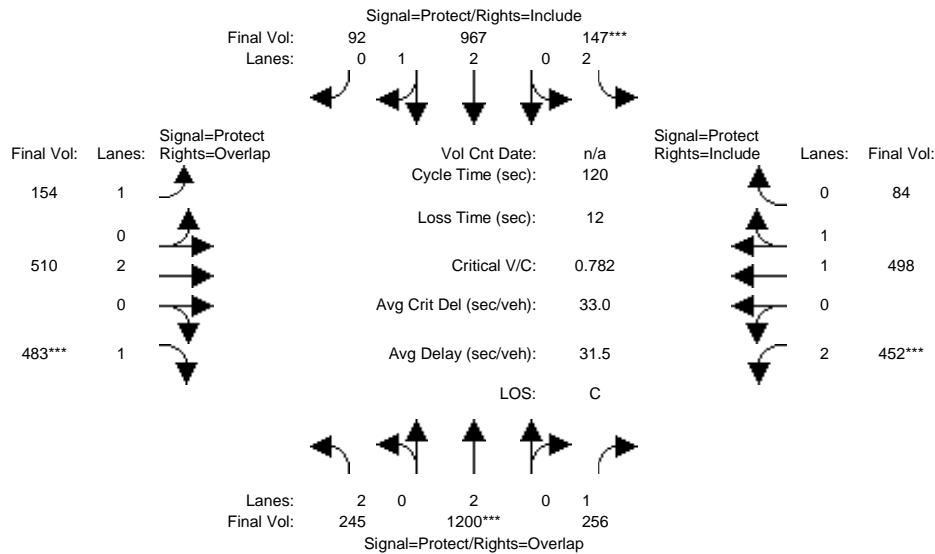 Signal=Protect/Rights=Include
Final Vol: 92 967 147***
Lanes: 0 1 2 0 2
Signal=Protect
Final Vol: Lanes: Rights=Overlap
Vol Cnt Date: n/a
Signal=Protect
Rights=Include Lanes: Final Vol:
Cycle Time (sec): 120
154 1
0 84
Loss Time (sec): 12
0
1
510 2
Critical V/C: 0.782
1 498
0
Avg Crit Del (sec/veh): 33.0
0
483*** 1
Avg Delay (sec/veh): 31.5
2 452***
LOS: C
Lanes: 2 0 2 0 1
Final Vol: 245 1200*** 256
Signal=Protect/Rights=Overlap